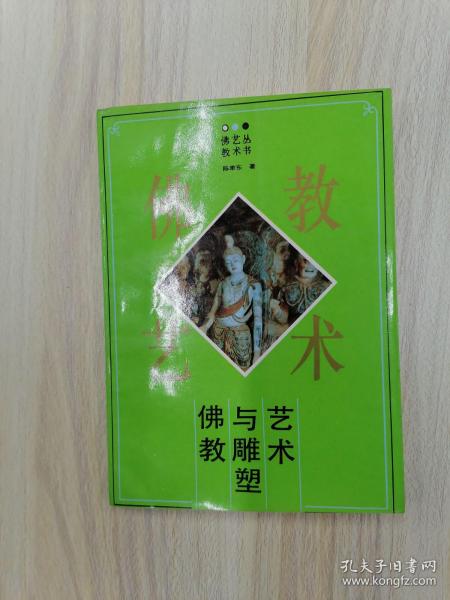 佛教
艺术
丛书
陈聿东 著
佛 教
艺 术
佛教
与雕塑
艺术
孔夫子旧书网
www.kongfz.com